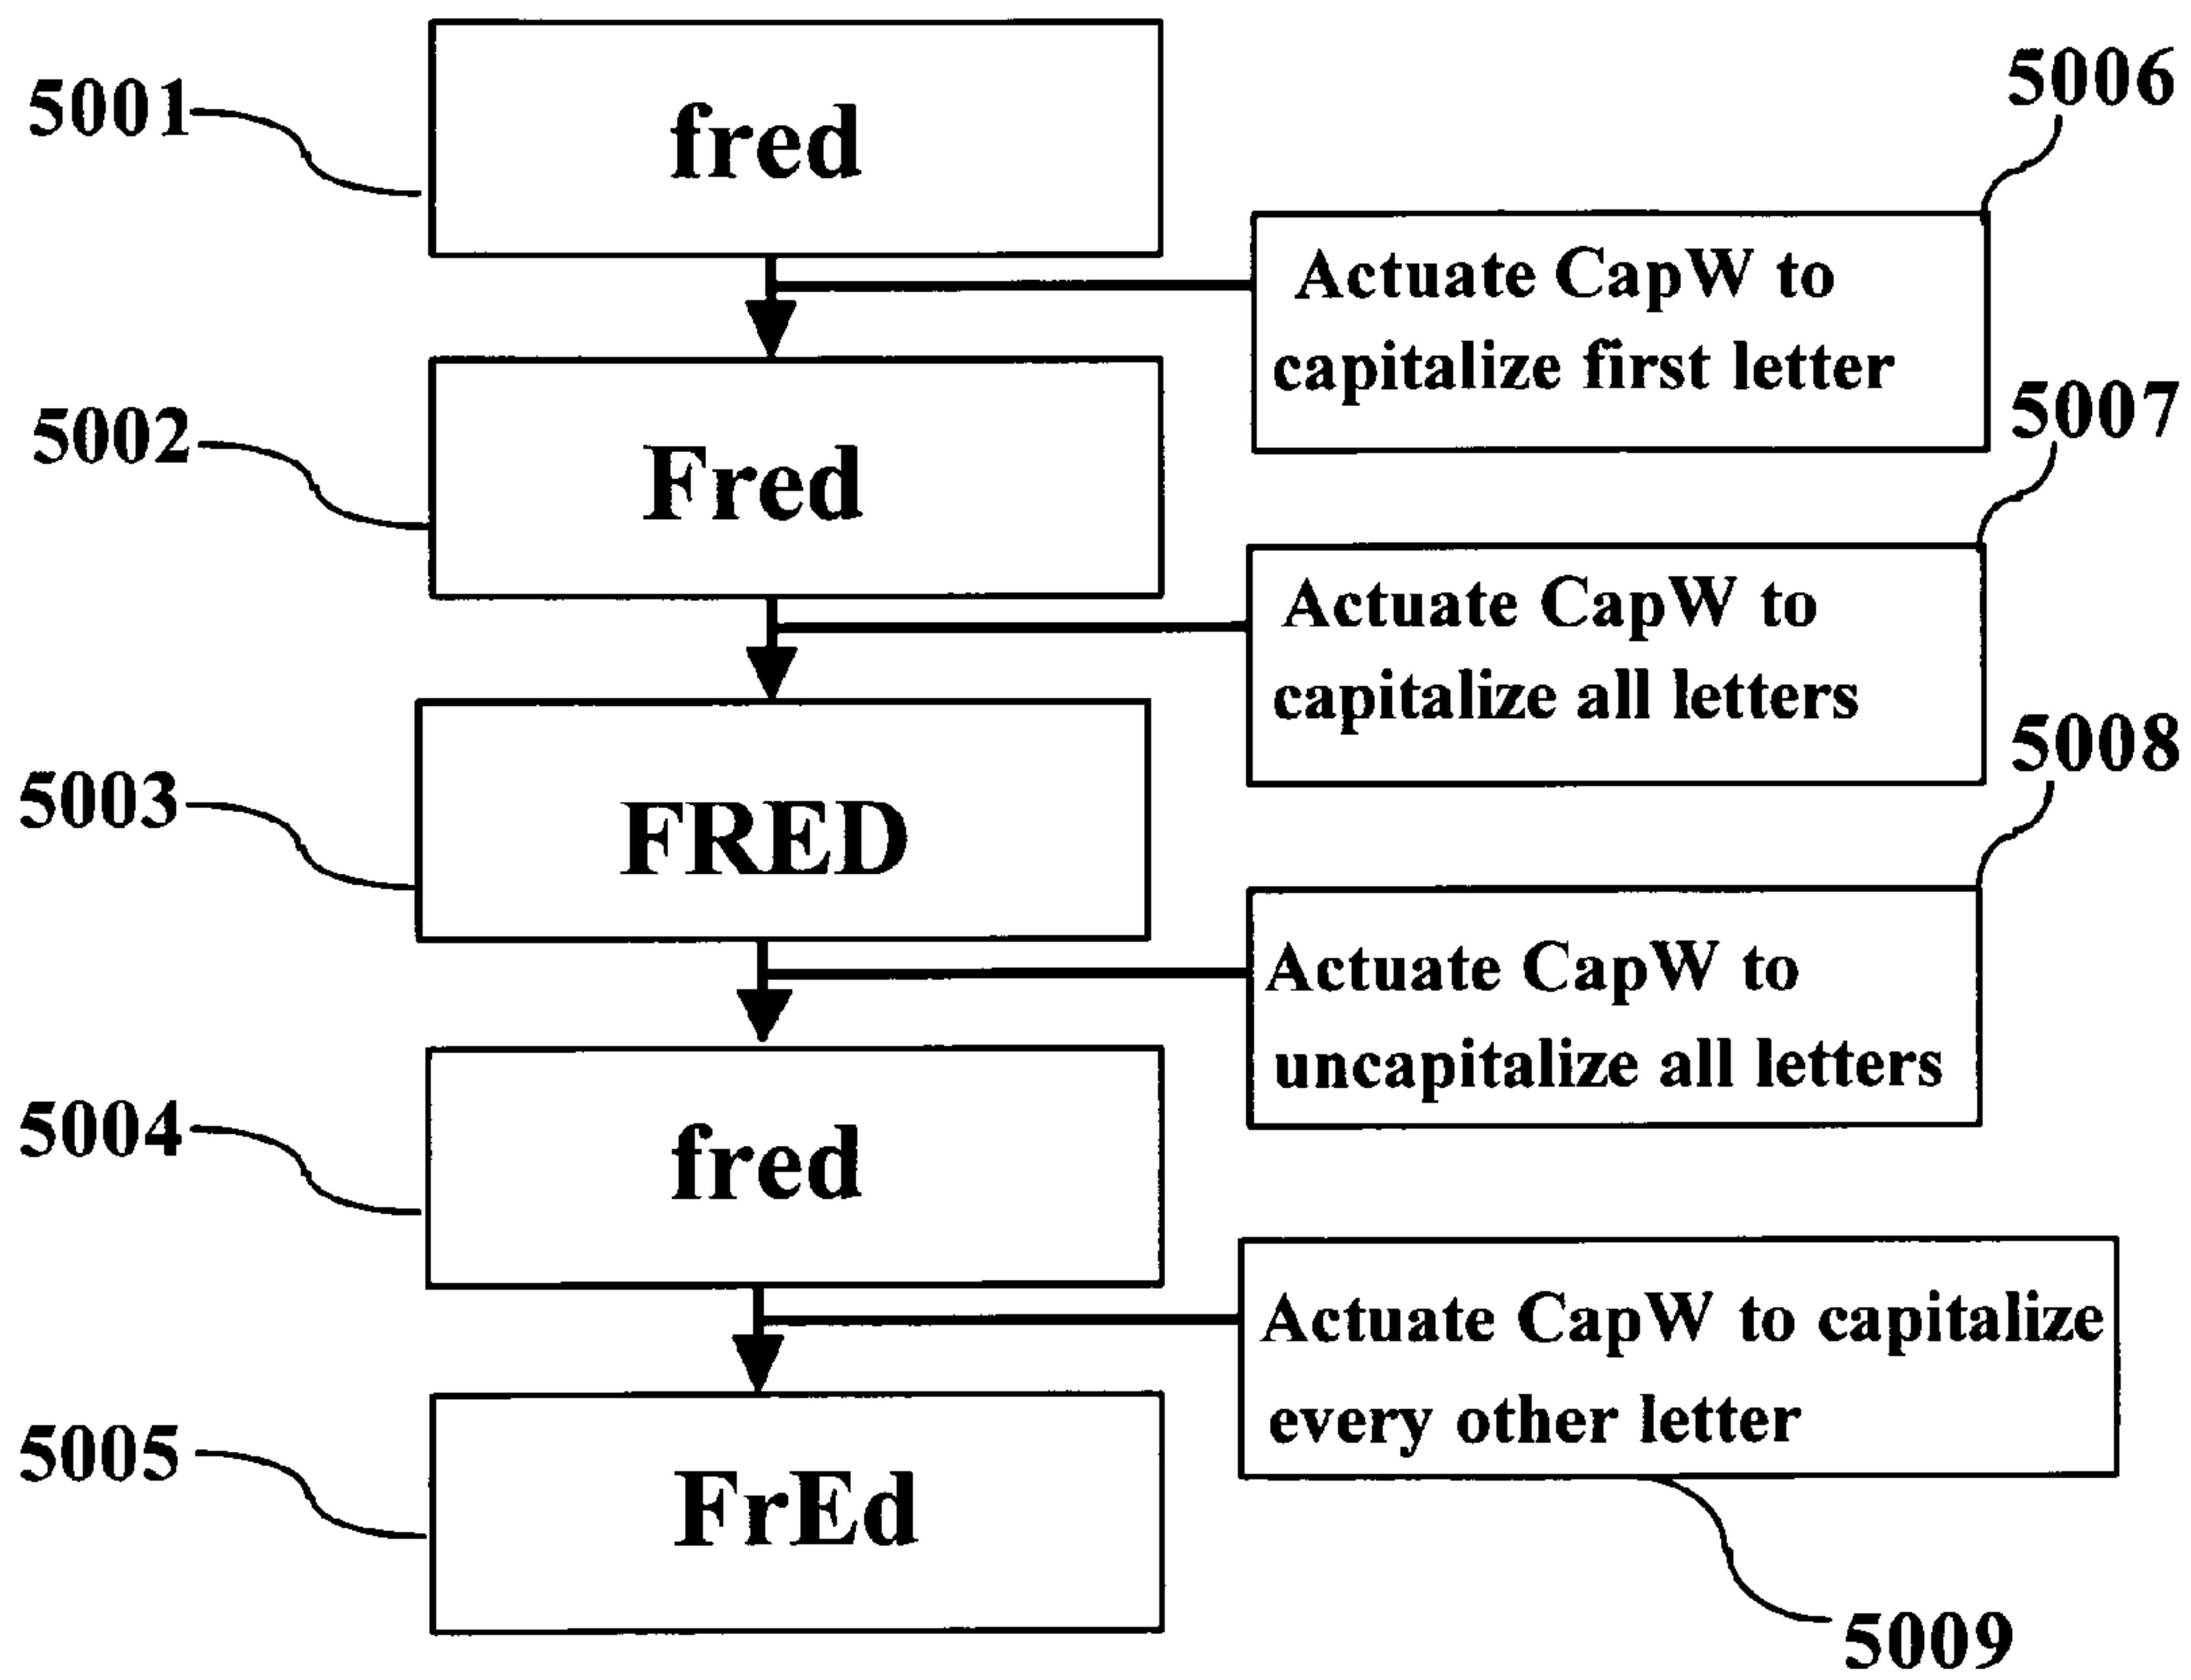 5001
fred
5006
Actuate CapW to
capitalize first letter
5002
Fred
5007
Actuate CapW to
capitalize all letters
5003
FRED
5008
Actuate CapW to
uncapitalize all letters
5004
fred
Actuate CapW to capitalize
every other letter
5005
FrEd
5009